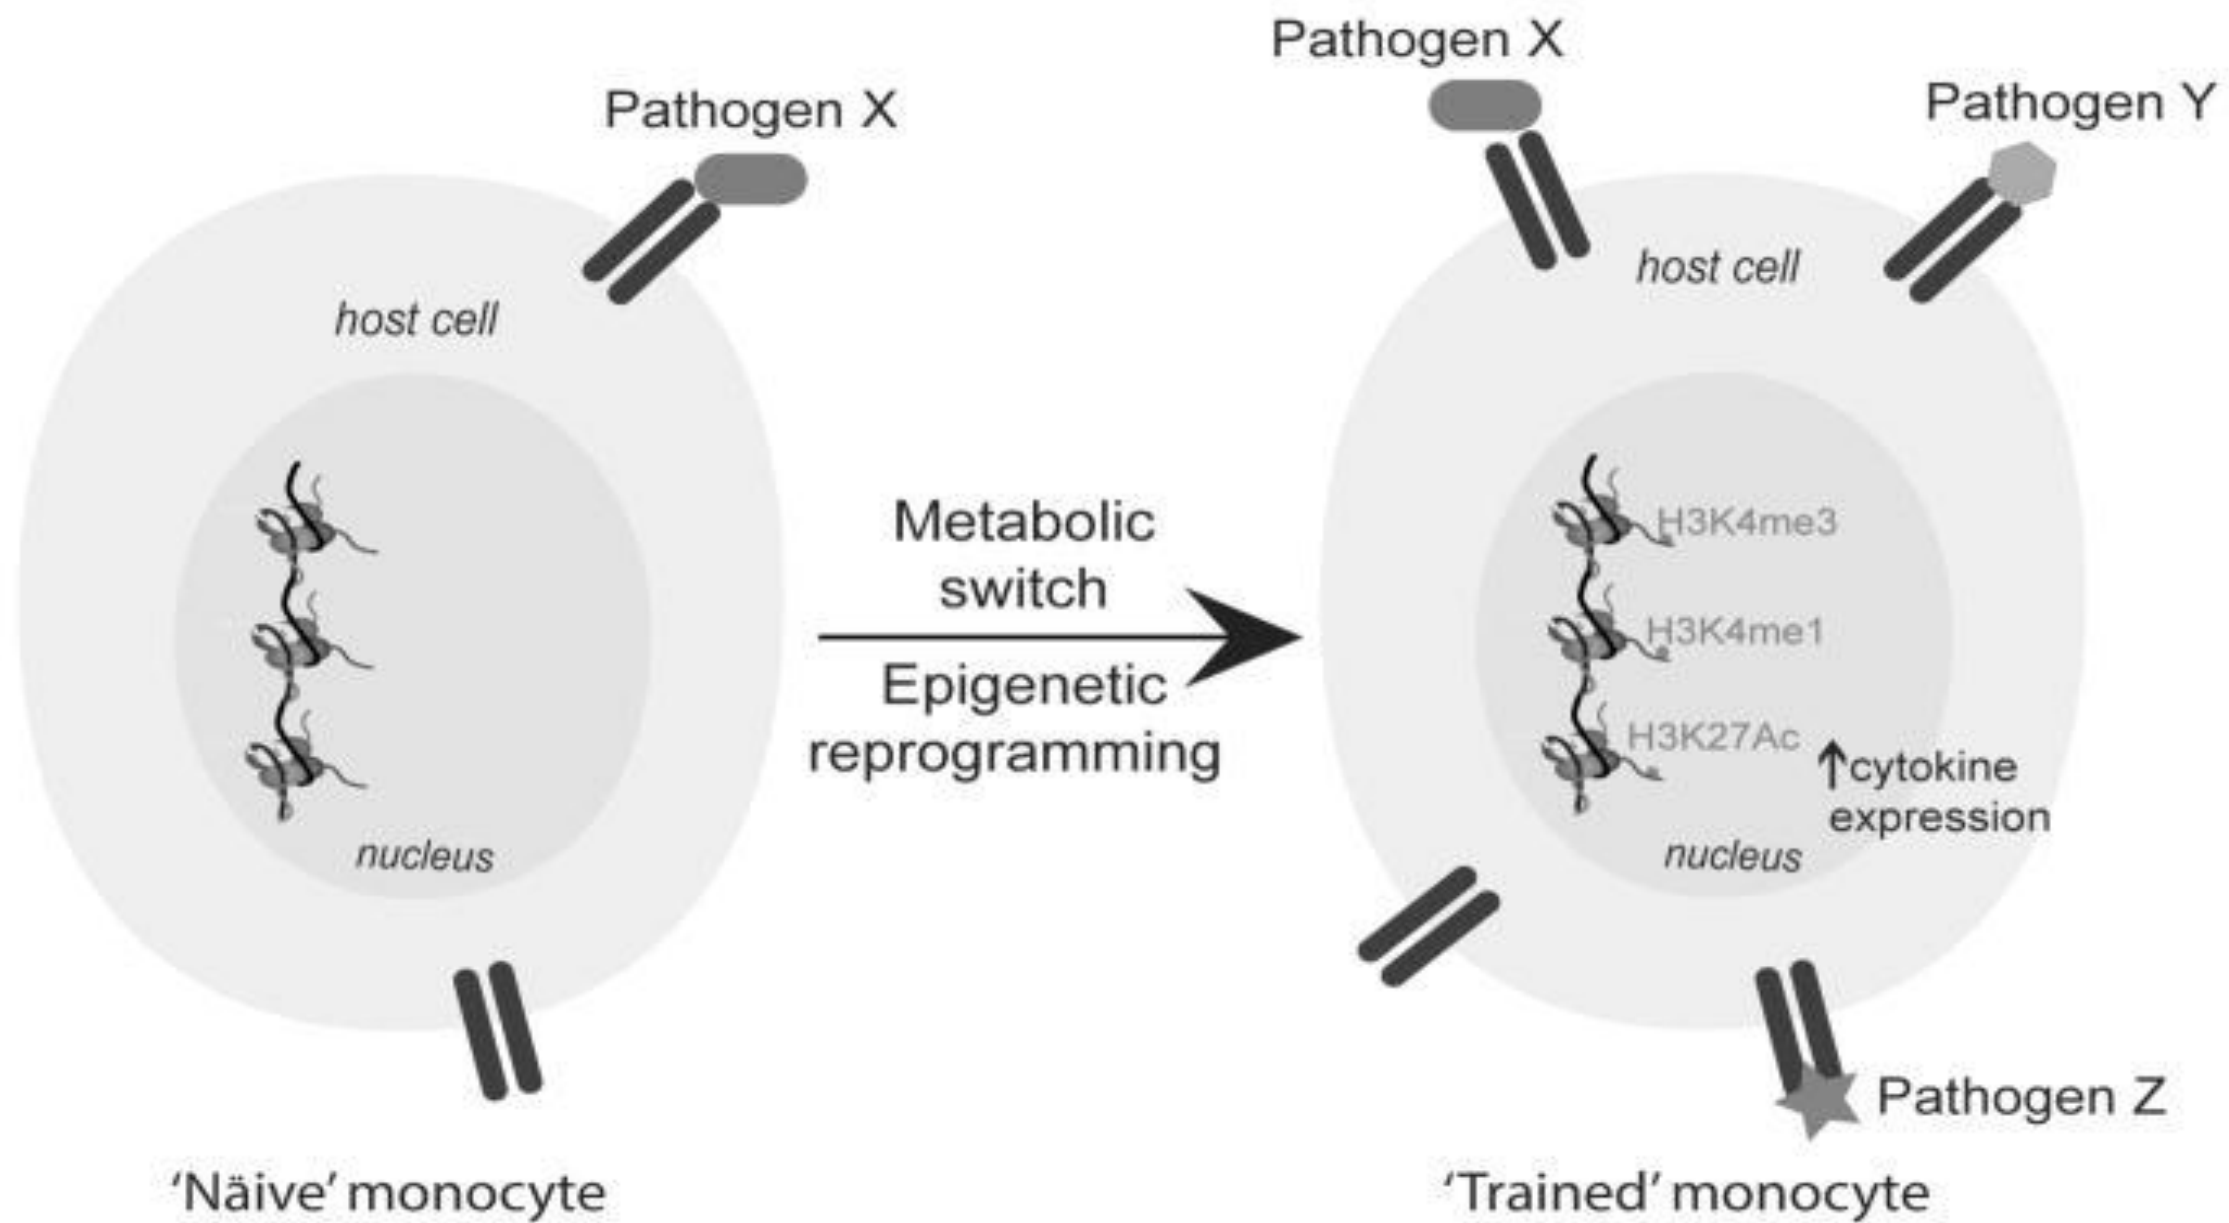 Pathogen X
host cell
nucleus
'Näive' monocyte
Metabolic
switch
Epigenetic
reprogramming
Pathogen X
Pathogen Y
host cell
H3K4me3
H3K4me1
H3K27Ac
↑cytokine
expression
nucleus
Pathogen Z
'Trained' monocyte